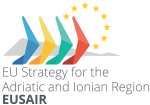 EU Strategy for the
Adriatic and Ionian Region
EUSAIR